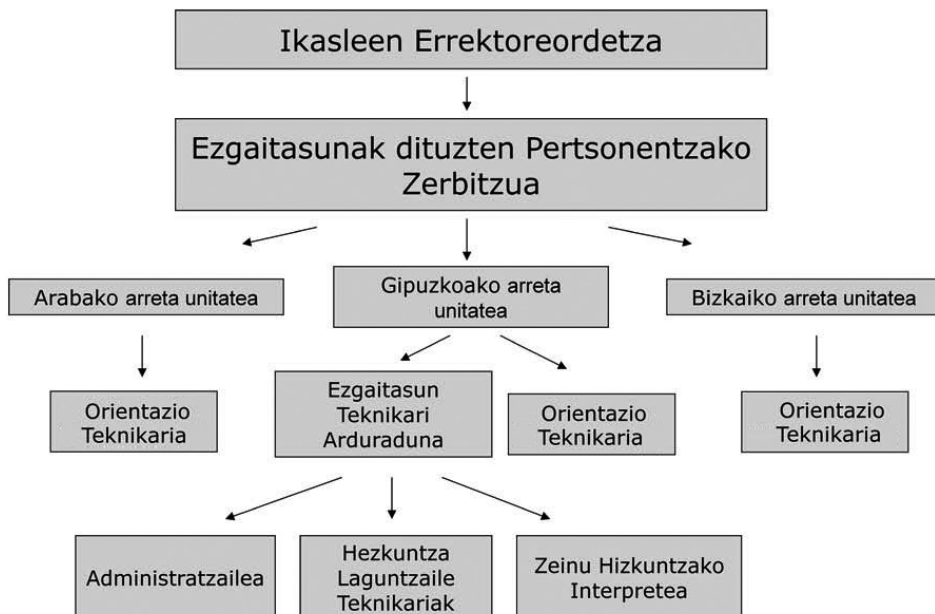 Ikasleen Errektoreordetza
Ezgaitasunak dituzten Pertsonentzako
Zerbitzua
Arabako arreta unitatea
Gipuzkoako arreta
unitatea
Bizkaiko arreta unitatea
Orientazio
Teknikaria
Ezgaitasun
Teknikari
Arduraduna
Orientazio
Teknikaria
Orientazio
Teknikaria
Administratzailea
Hezkuntza
Laguntzaile
Teknikariak
Zeinu Hizkuntzako
Interpretea